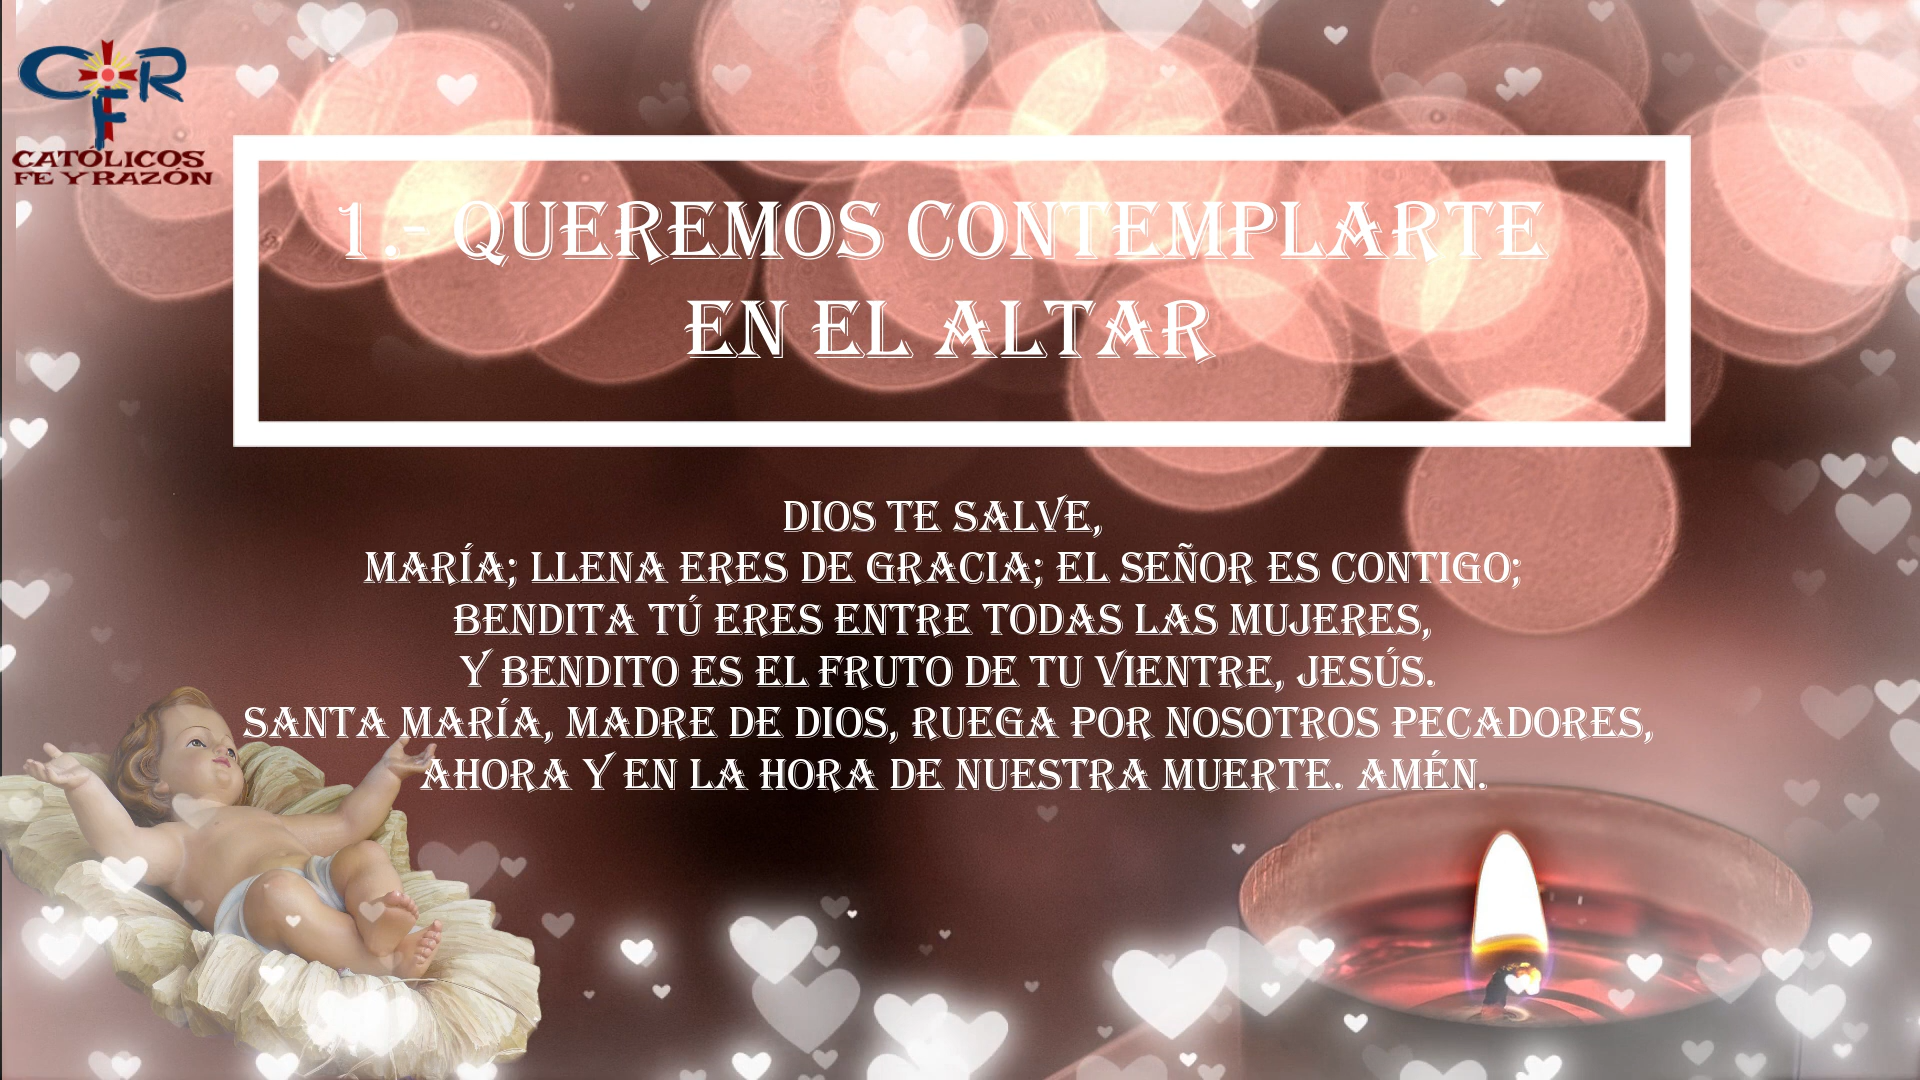 CFR
CATÓLICOS
FE Y RAZÓN
1.- QUEREMOS CONTEMPLARTE
EN EL ALTAR
DIOS TE SALVE,
MARÍA; LLENA ERES DE GRACIA; EL SEÑOR ES CONTIGO;
BENDITA TÚ ERES ENTRE TODAS LAS MUJERES,
Y BENDITO ES EL FRUTO DE TU VIENTRE, JESÚS.
SANTA MARÍA, MADRE DE DIOS, RUEGA POR NOSOTROS PECADORES,
AHORA Y EN LA HORA DE NUESTRA MUERTE. AMÉN.